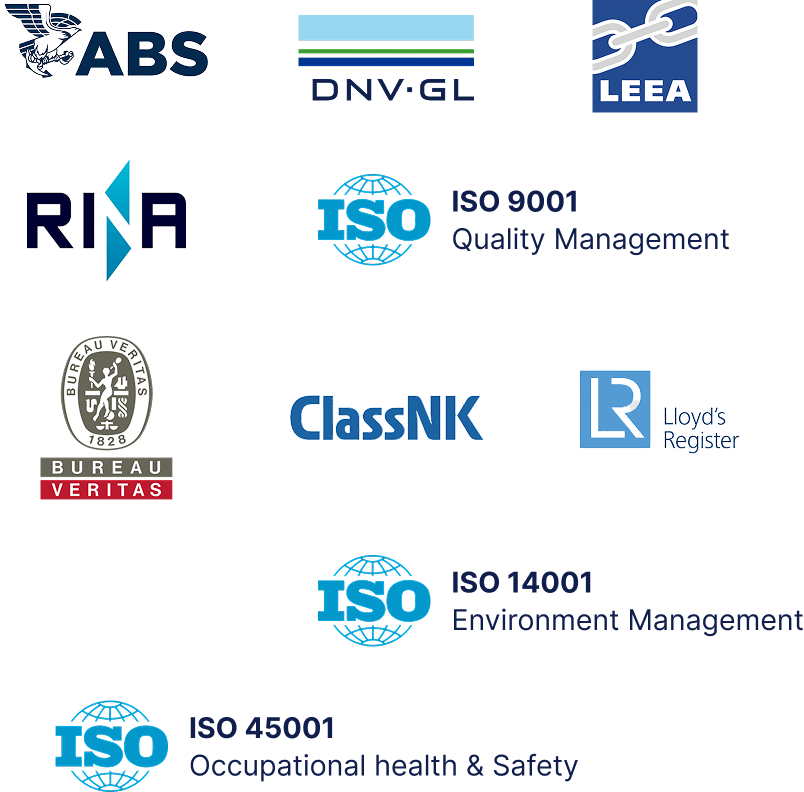 ABS
DNV·GL
LEEA
RINA
ISO
ISO 9001
Quality Management
BUREAU VERITAS
1828
BUREAU
VERITAS
ClassNK
LR
Lloyd's
Register
ISO
ISO 14001
Environment Management
ISO
ISO 45001
Occupational health & Safety